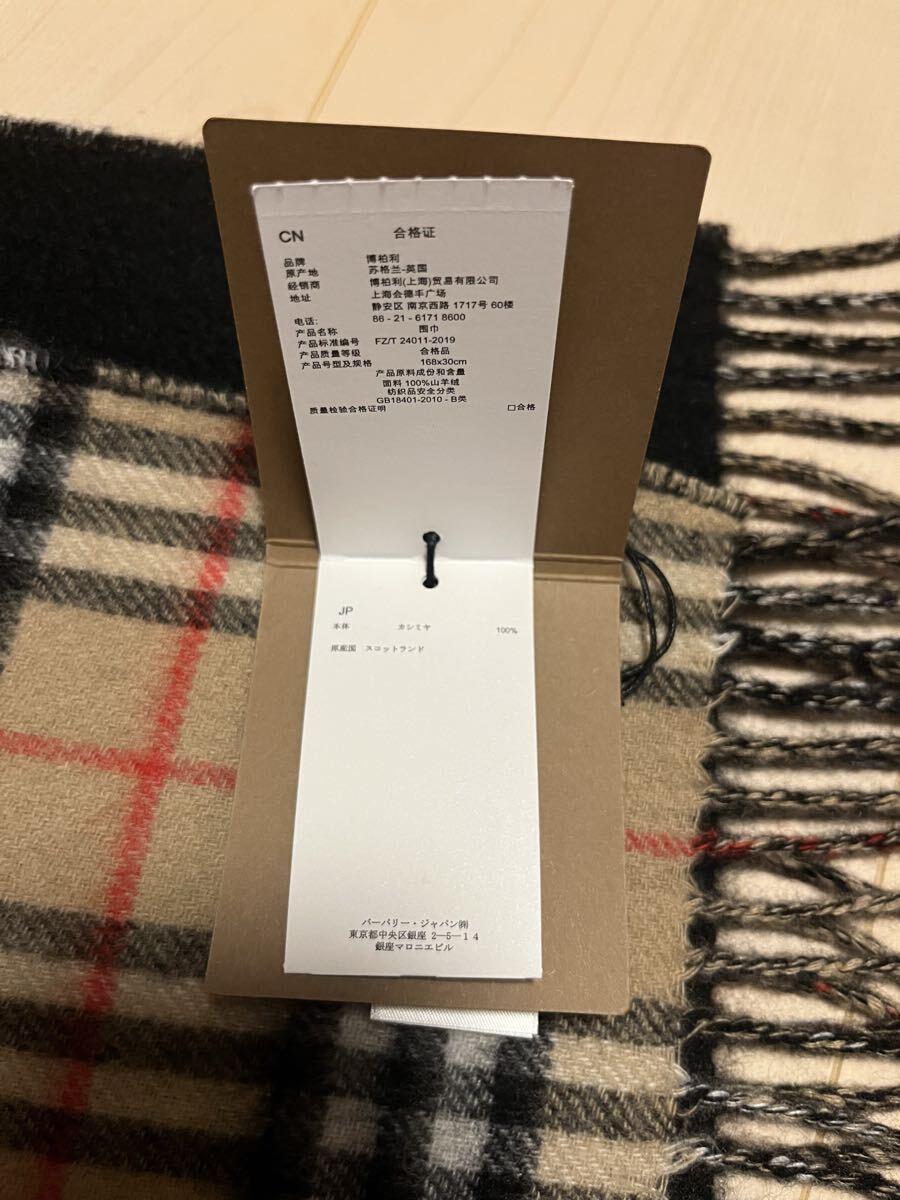 CN 合格证
品牌 博柏利
原产地 苏格兰-英国
经销商 博柏利(上海)贸易有限公司
地址 上海会德丰广场
静安区 南京西路 1717号 60楼
电话: 86 - 21 - 6171 8600
产品名称 围巾
产品标准编号 FZ/T 24011-2019
产品质量等级 合格品
产品号型及规格 168x30cm
产品原料成份和含量
面料 100%山羊绒
纺织品安全分类
GB18401-2010 - B类
质量检验合格证明 □合格
JP
本体 カシミヤ 100%
原産国 スコットランド
バーバリー・ジャパン㈱
東京都中央区銀座 2―5―14
銀座マロニエビル